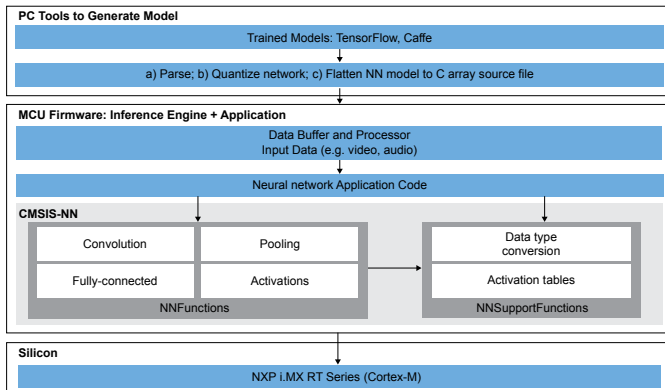 PC Tools to Generate Model
Trained Models: TensorFlow, Caffe
a) Parse; b) Quantize network; c) Flatten NN model to C array source file
MCU Firmware: Inference Engine + Application
Data Buffer and Processor
Input Data (e.g. video, audio)
Neural network Application Code
CMSIS-NN
Convolution
Pooling
Fully-connected
Activations
NNFunctions
Data type
conversion
Activation tables
NNSupportFunctions
Silicon
NXP i.MX RT Series (Cortex-M)